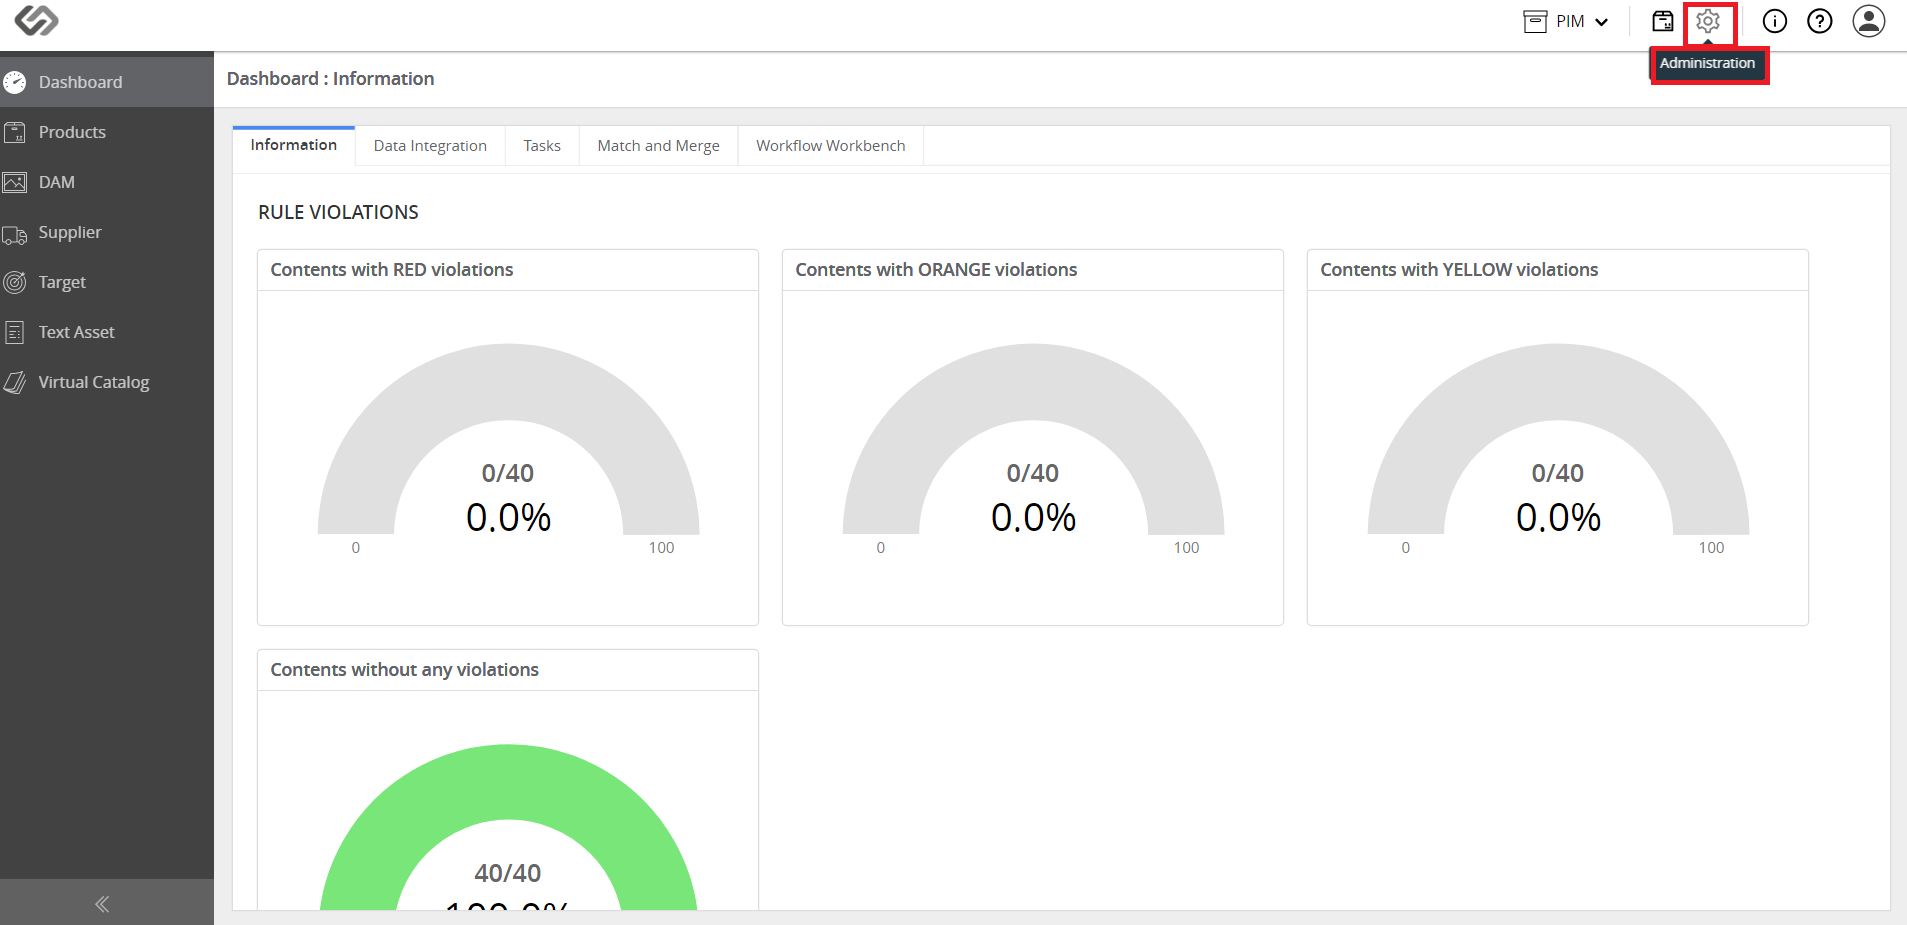 PIM
Administration
Dashboard
Products
DAM
Supplier
Target
Text Asset
Virtual Catalog
Dashboard : Information
Information
Data Integration
Tasks
Match and Merge
Workflow Workbench
RULE VIOLATIONS
Contents with RED violations
0/40
0.0%
0
100
Contents with ORANGE violations
0/40
0.0%
0
100
Contents with YELLOW violations
0/40
0.0%
0
100
Contents without any violations
40/40
100.0%